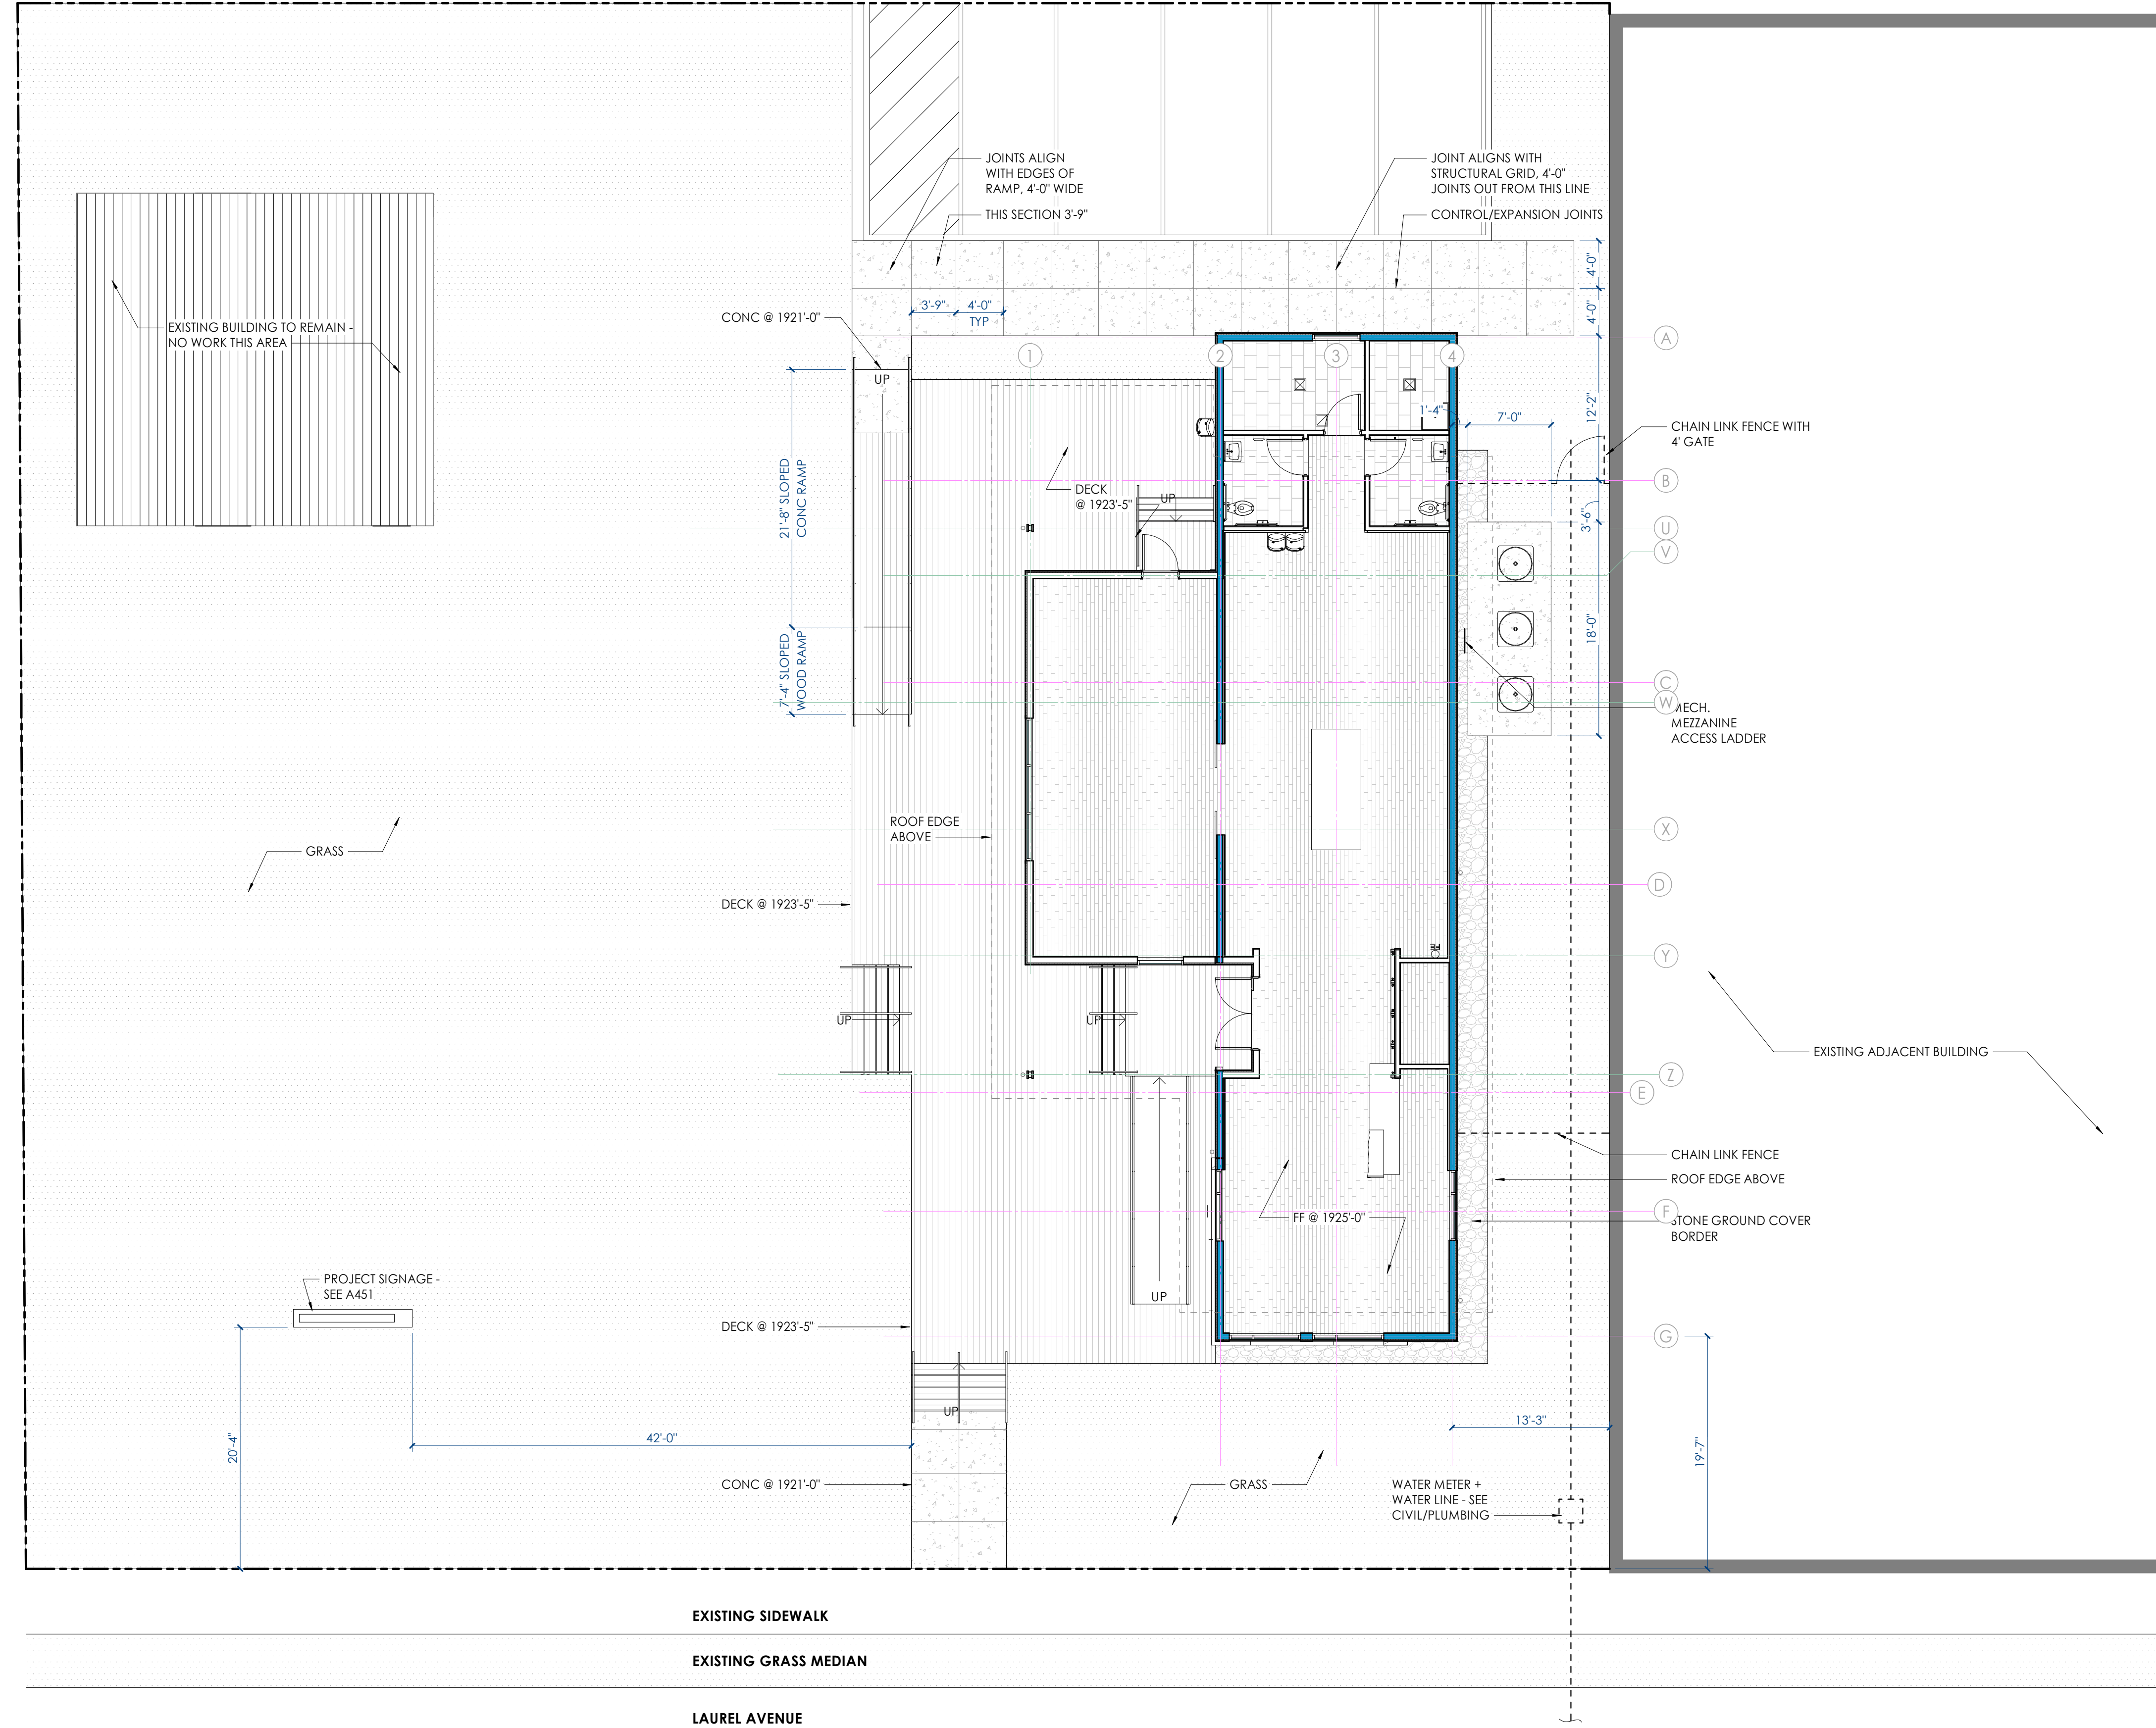 JOINTS ALIGN
WITH EDGES OF
RAMP, 4'-0" WIDE
THIS SECTION 3'-9"
JOINT ALIGNS WITH
STRUCTURAL GRID, 4'-0"
JOINTS OUT FROM THIS LINE
CONTROL/EXPANSION JOINTS
4'-0"
4'-0"
3'-9"
4'-0"
TYP
CONC @ 1921'-0"
EXISTING BUILDING TO REMAIN -
NO WORK THIS AREA
A
1
2
3
4
UP
12'-2"
1'-4"
7'-0"
CHAIN LINK FENCE WITH
4' GATE
21'-8" SLOPED
CONC RAMP
DECK
@ 1923'-5"
UP
B
3'-6"
U
V
18'-0"
7'-4" SLOPED
WOOD RAMP
C
W
MECH.
MEZZANINE
ACCESS LADDER
ROOF EDGE
ABOVE
X
GRASS
D
DECK @ 1923'-5"
Y
UP
UP
EXISTING ADJACENT BUILDING
Z
E
CHAIN LINK FENCE
ROOF EDGE ABOVE
F
STONE GROUND COVER
BORDER
FF @ 1925'-0"
PROJECT SIGNAGE -
SEE A451
UP
DECK @ 1923'-5"
G
UP
13'-3"
20'-4"
42'-0"
19'-7"
CONC @ 1921'-0"
GRASS
WATER METER +
WATER LINE - SEE
CIVIL/PLUMBING
EXISTING SIDEWALK
EXISTING GRASS MEDIAN
LAUREL AVENUE